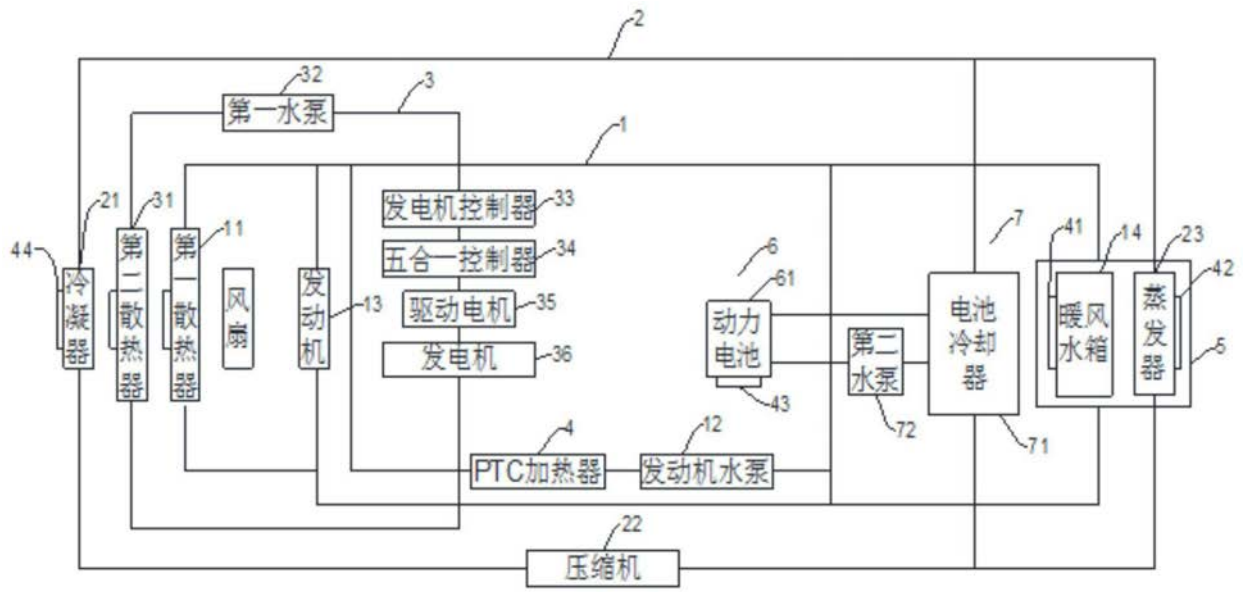 2
32
第一水泵
3
1
21
31
11
44
冷凝器
第二散热器
第一散热器
风扇
发动机
13
发电机控制器
33
五合一控制器
34
驱动电机
35
发电机
36
6
61
动力
电池
43
第二
水泵
72
7
电池
冷却
器
71
41
14
23
42
暖风
水箱
蒸发器
5
4
PTC加热器
12
发动机水泵
22
压缩机